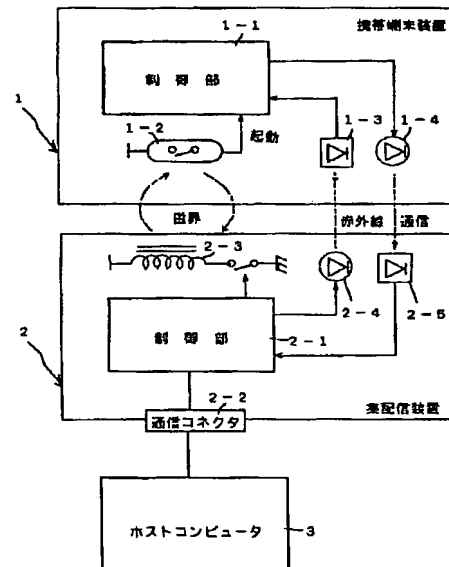 1-1
携帯端末装置
制御部
1
1-2
起動
1-3
1-4
磁界
赤外線
通信
2-3
2-4
2-5
制御部
2-1
2
2-2
集配信装置
通信コネクタ
ホストコンピュータ
3